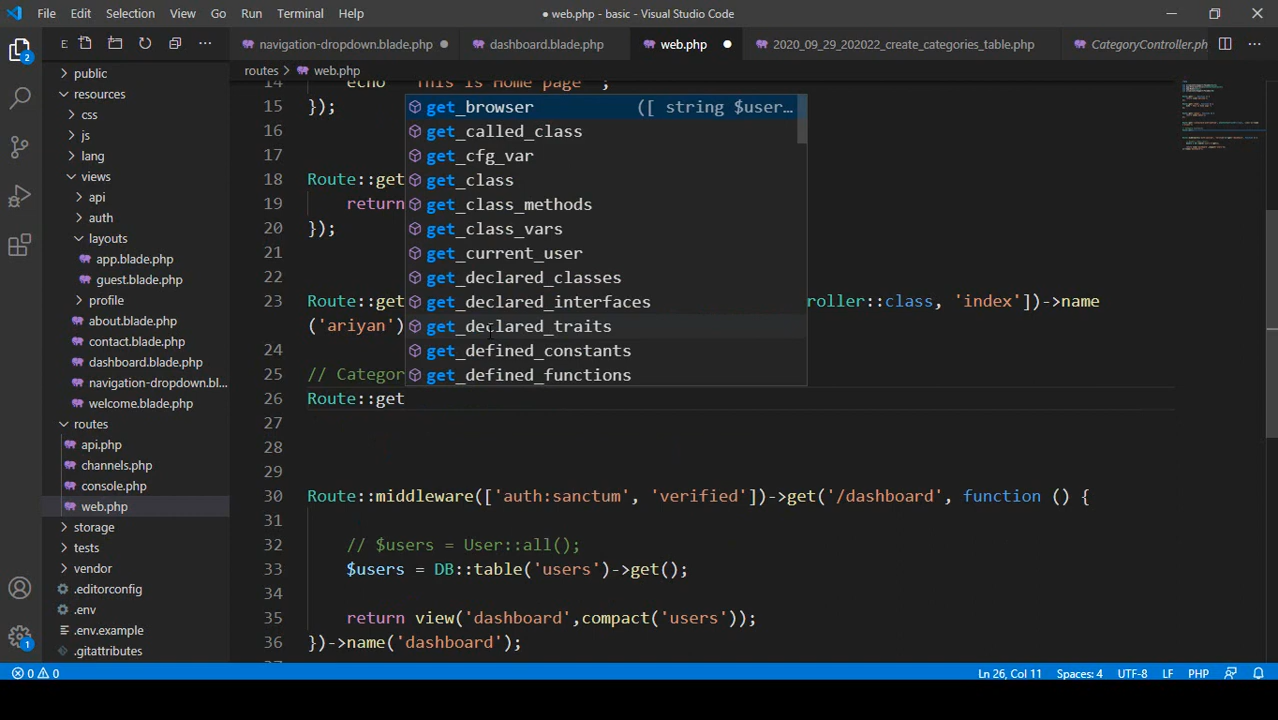 File Edit Selection View Go Run Terminal Help
● web.php - basic - Visual Studio Code
2
E
navigation-dropdown.blade.php
dashboard.blade.php
web.php
2020_09_29_202022_create_categories_table.php
CategoryController.ph
routes > web.php
public
resources
css
js
lang
views
api
auth
layouts
app.blade.php
guest.blade.php
profile
about.blade.php
contact.blade.php
dashboard.blade.php
navigation-dropdown.bl...
welcome.blade.php
routes
api.php
channels.php
console.php
web.php
storage
tests
vendor
.editorconfig
.env
.env.example
.gitattributes
1
14 echo " This is Home page ";
15 });
16
17
18 Route::get
19 return
20 });
21
22
23 Route::get roller::class, 'index'])->name
('ariyan')
24
25 // Categor
26 Route::get
27
28
29
30 Route::middleware(['auth:sanctum', 'verified'])->get('/dashboard', function () {
31
32 // $users = User::all();
33 $users = DB::table('users')->get();
34
35 return view('dashboard',compact('users'));
36 })->name('dashboard');
get_browser ([ string $user…
get_called_class
get_cfg_var
get_class
get_class_methods
get_class_vars
get_current_user
get_declared_classes
get_declared_interfaces
get_declared_traits
get_defined_constants
get_defined_functions
0 0
Ln 26, Col 11 Spaces: 4 UTF-8 LF PHP